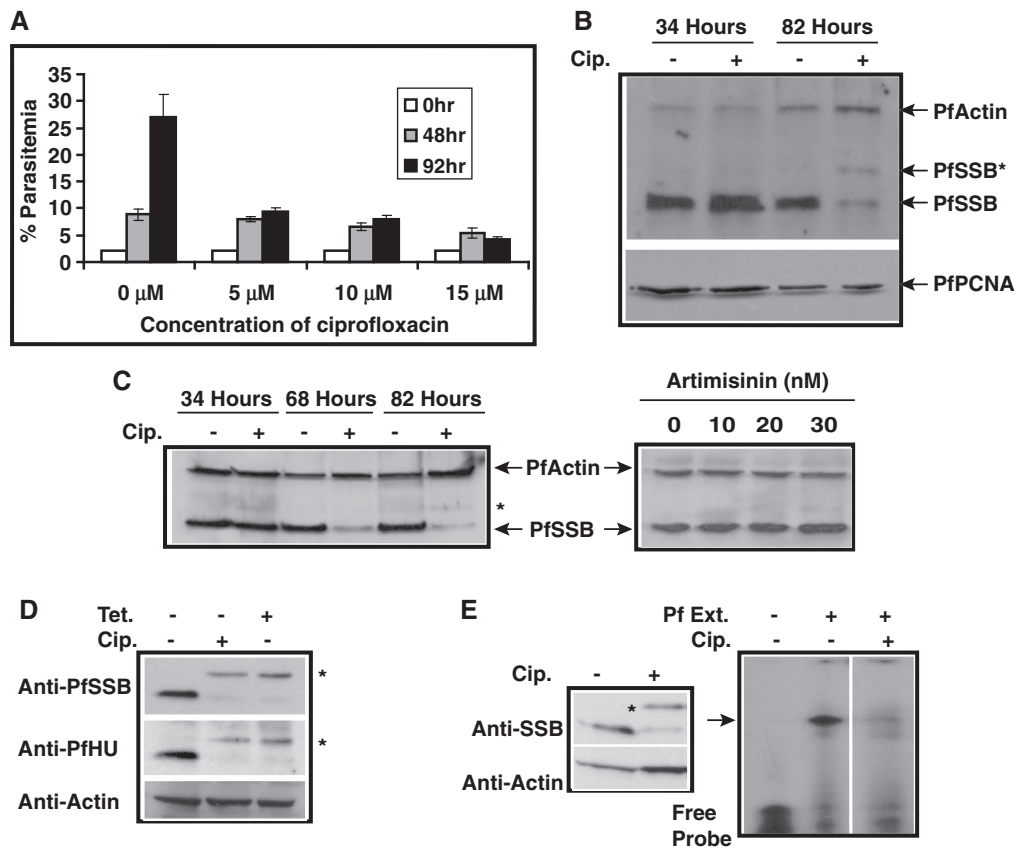 A
% Parasitemia
35
30
25
20
15
10
5
0
0hr
48hr
92hr
0 μM 5 μM 10 μM 15 μM
Concentration of ciprofloxacin
B
34 Hours 82 Hours
Cip. - + - +
PfActin
PfSSB*
PfSSB
PfPCNA
C
34 Hours 68 Hours 82 Hours
Cip. - + - + - +
PfActin
*
PfSSB
Artimisinin (nM)
0 10 20 30
D
Tet. - - +
Cip. - + -
Anti-PfSSB *
Anti-PfHU *
Anti-Actin
E
Cip. - +
*
Anti-SSB
Anti-Actin
Pf Ext. - + +
Cip. - - +
Free
Probe